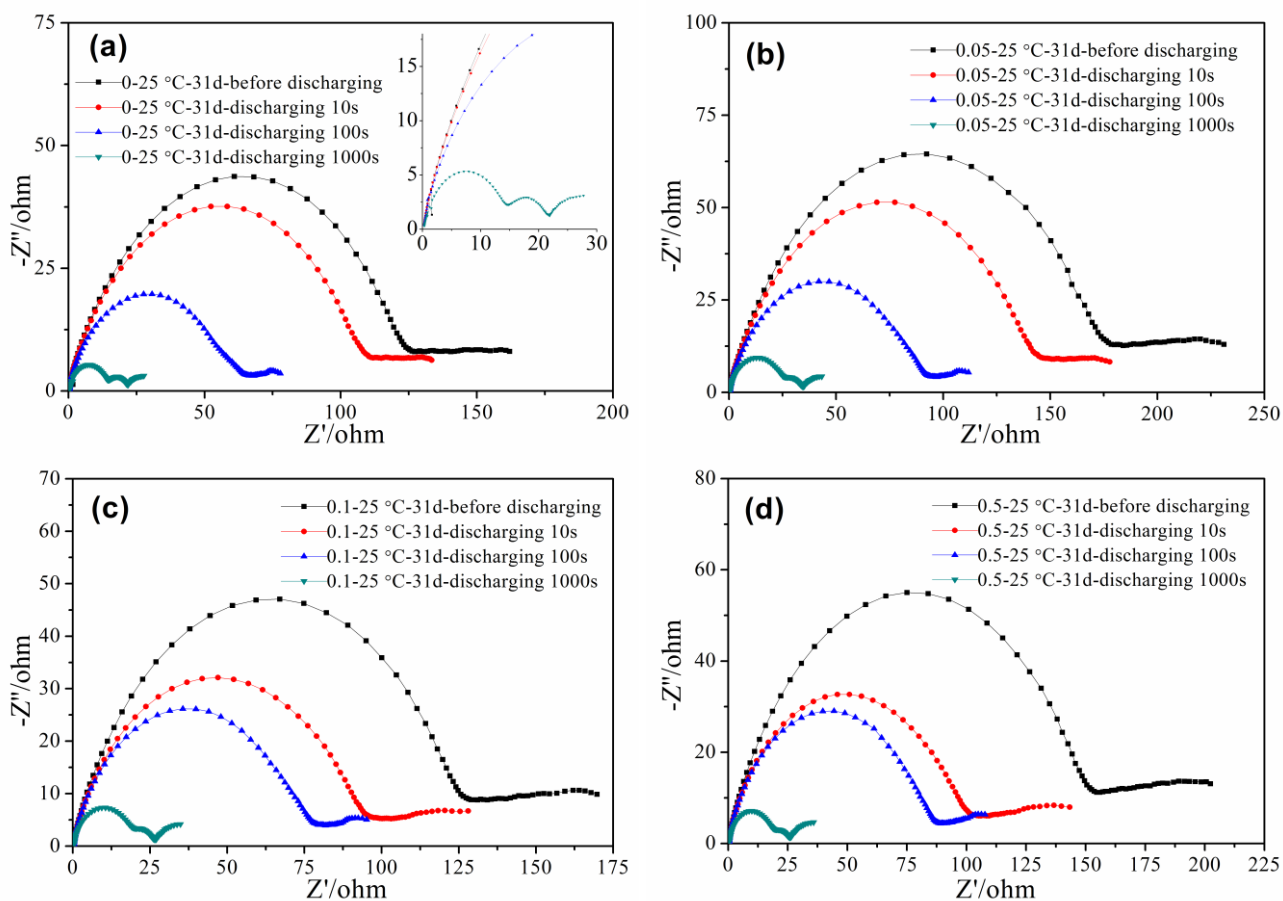 (a)
0-25 °C-31d-before discharging
0-25 °C-31d-discharging 10s
0-25 °C-31d-discharging 100s
0-25 °C-31d-discharging 1000s
75
50
25
0
-Z''/ohm
0 50 100 150 200
Z'/ohm
15
10
5
0
0 10 20 30
(b)
0.05-25 °C-31d-before discharging
0.05-25 °C-31d-discharging 10s
0.05-25 °C-31d-discharging 100s
0.05-25 °C-31d-discharging 1000s
100
75
50
25
0
-Z''/ohm
0 50 100 150 200 250
Z'/ohm
(c)
0.1-25 °C-31d-before discharging
0.1-25 °C-31d-discharging 10s
0.1-25 °C-31d-discharging 100s
0.1-25 °C-31d-discharging 1000s
70
60
50
40
30
20
10
0
-Z''/ohm
0 25 50 75 100 125 150 175
Z'/ohm
(d)
0.5-25 °C-31d-before discharging
0.5-25 °C-31d-discharging 10s
0.5-25 °C-31d-discharging 100s
0.5-25 °C-31d-discharging 1000s
80
60
40
20
0
-Z''/ohm
0 25 50 75 100 125 150 175 200 225
Z'/ohm